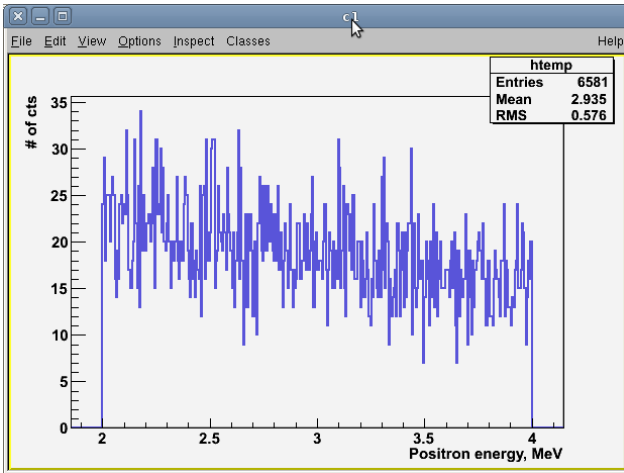 c1
File Edit View Options Inspect Classes Help
htemp
Entries 6581
Mean 2.935
RMS 0.576
# of cts
35
30
25
20
15
10
5
0
2 2.5 3 3.5 4
Positron energy, MeV